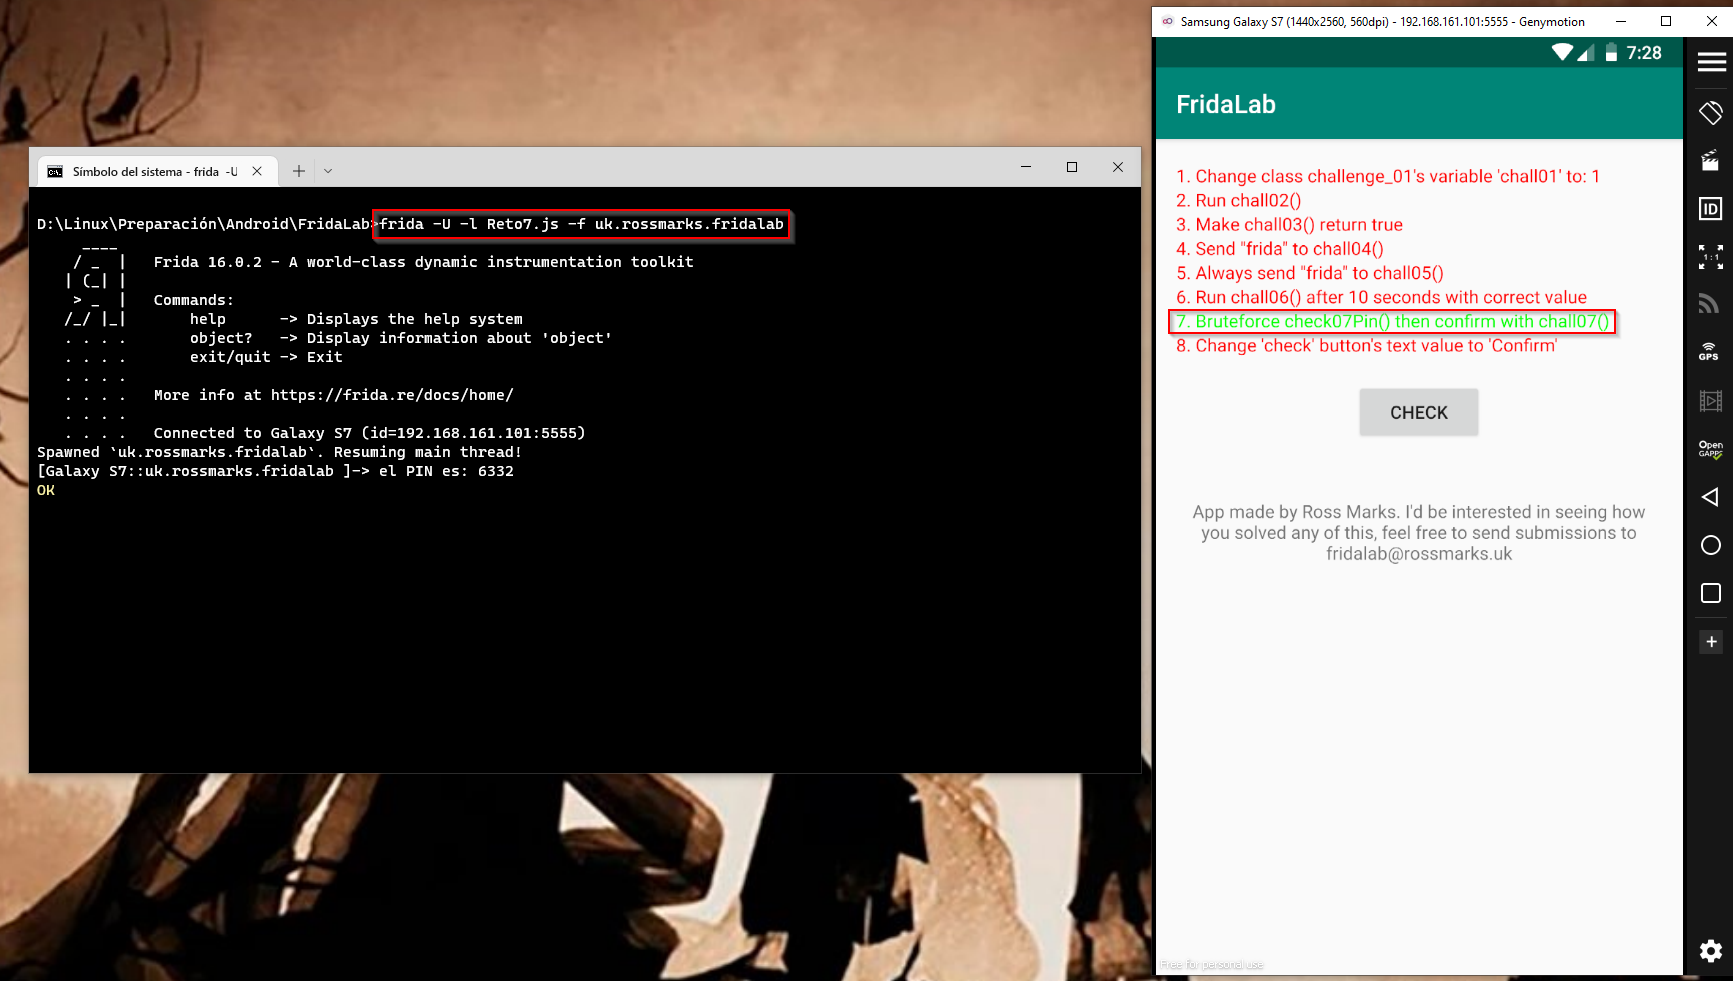 Símbolo del sistema - frida  -U
D:\Linux\Preparación\Android\FridaLab>frida -U -l Reto7.js -f uk.rossmarks.fridalab
     ____
    / _  |   Frida 16.0.2 - A world-class dynamic instrumentation toolkit
   | (_| |
    > _  |   Commands:
   /_/ |_|       help      -> Displays the help system
   . . . .       object?   -> Display information about 'object'
   . . . .       exit/quit -> Exit
   . . . .
   . . . .   More info at https://frida.re/docs/home/
   . . . .
   . . . .   Connected to Galaxy S7 (id=192.168.161.101:5555)
Spawned `uk.rossmarks.fridalab`. Resuming main thread!
[Galaxy S7::uk.rossmarks.fridalab ]-> el PIN es: 6332
OK
Samsung Galaxy S7 (1440x2560, 560dpi) - 192.168.161.101:5555 - Genymotion
7:28
FridaLab
1. Change class challenge_01's variable 'chall01' to: 1
2. Run chall02()
3. Make chall03() return true
4. Send "frida" to chall04()
5. Always send "frida" to chall05()
6. Run chall06() after 10 seconds with correct value
7. Bruteforce check07Pin() then confirm with chall07()
8. Change 'check' button's text value to 'Confirm'
CHECK
App made by Ross Marks. I'd be interested in seeing how
you solved any of this, feel free to send submissions to
fridalab@rossmarks.uk
Free for personal use
ID
1:1
GPS
Open
GAPPS